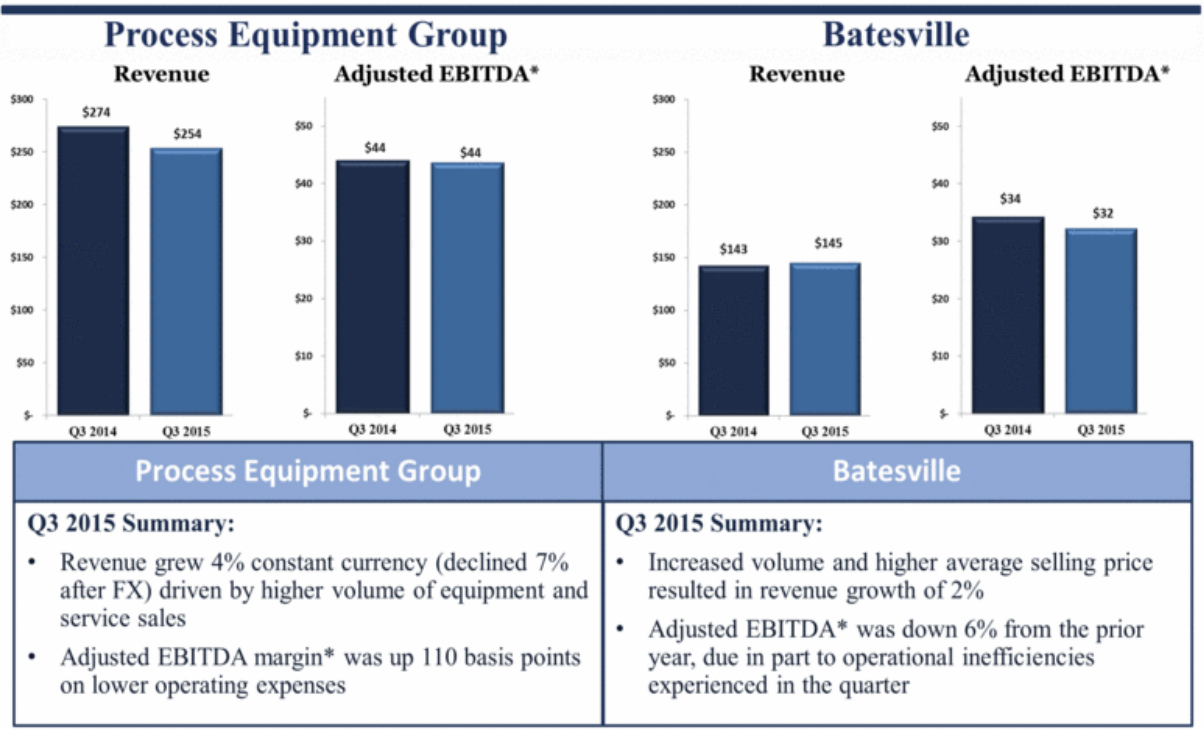 Process Equipment Group
Revenue
Adjusted EBITDA*
$300
$250
$200
$150
$100
$50
$-
$274
$254
Q3 2014
Q3 2015
$50
$40
$30
$20
$10
$-
$44
$44
Q3 2014
Q3 2015
Batesville
Revenue
Adjusted EBITDA*
$300
$250
$200
$150
$100
$50
$-
$143
$145
Q3 2014
Q3 2015
$50
$40
$30
$20
$10
$-
$34
$32
Q3 2014
Q3 2015
Process Equipment Group
Q3 2015 Summary:
• Revenue grew 4% constant currency (declined 7%
after FX) driven by higher volume of equipment and
service sales
• Adjusted EBITDA margin* was up 110 basis points
on lower operating expenses
Batesville
Q3 2015 Summary:
• Increased volume and higher average selling price
resulted in revenue growth of 2%
• Adjusted EBITDA* was down 6% from the prior
year, due in part to operational inefficiencies
experienced in the quarter